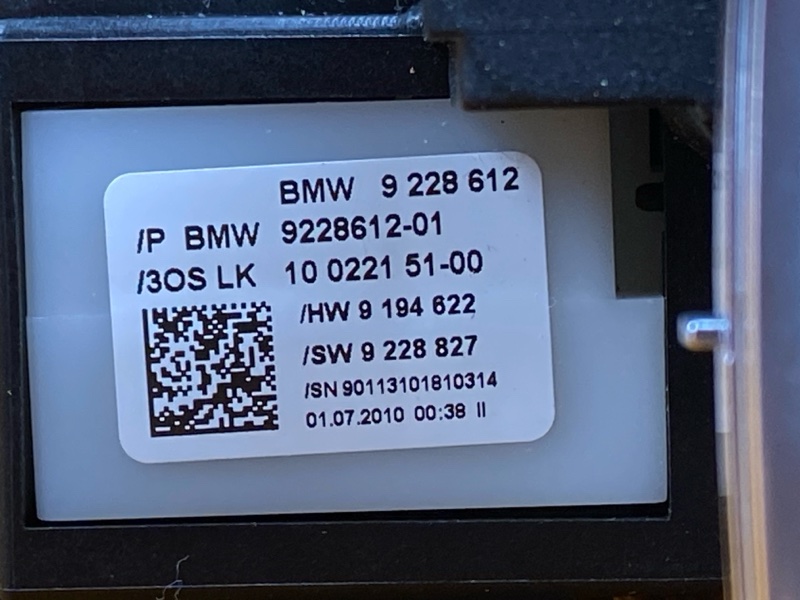 BMW 9 228 612
/P BMW 9228612-01
/3OS LK 10 0221 51-00
/HW 9 194 622
/SW 9 228 827
/SN 90113101810314
01.07.2010 00:38 II